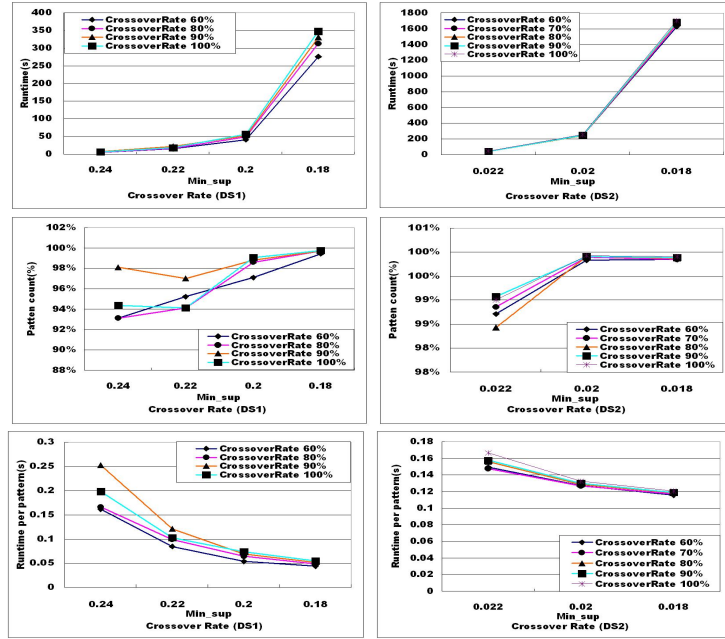 400
350
300
250
200
150
100
50
0
Runtime(s)
CrossoverRate 60%
CrossoverRate 80%
CrossoverRate 90%
CrossoverRate 100%
0.24 0.22 0.2 0.18
Min_sup
Crossover Rate (DS1)
1800
1600
1400
1200
1000
800
600
400
200
0
Runtime(s)
CrossoverRate 60%
CrossoverRate 70%
CrossoverRate 80%
CrossoverRate 90%
CrossoverRate 100%
0.022 0.02 0.018
Min_sup
Crossover Rate (DS2)
102%
100%
98%
96%
94%
92%
90%
88%
Patten count(%)
CrossoverRate 60%
CrossoverRate 80%
CrossoverRate 90%
CrossoverRate 100%
0.24 0.22 0.2 0.18
Min_sup
Crossover Rate (DS1)
101%
100%
100%
99%
99%
98%
98%
Patten count(%)
CrossoverRate 60%
CrossoverRate 70%
CrossoverRate 80%
CrossoverRate 90%
CrossoverRate 100%
0.022 0.02 0.018
Min_sup
Crossover Rate (DS2)
0.3
0.25
0.2
0.15
0.1
0.05
0
Runtime per pattern(s)
CrossoverRate 60%
CrossoverRate 80%
CrossoverRate 90%
CrossoverRate 100%
0.24 0.22 0.2 0.18
Min_sup
Crossover Rate (DS1)
0.18
0.16
0.14
0.12
0.1
0.08
0.06
0.04
0.02
0
Runtime per pattern(s)
CrossoverRate 60%
CrossoverRate 70%
CrossoverRate 80%
CrossoverRate 90%
CrossoverRate 100%
0.022 0.02 0.018
Min_sup
Crossover Rate (DS2)